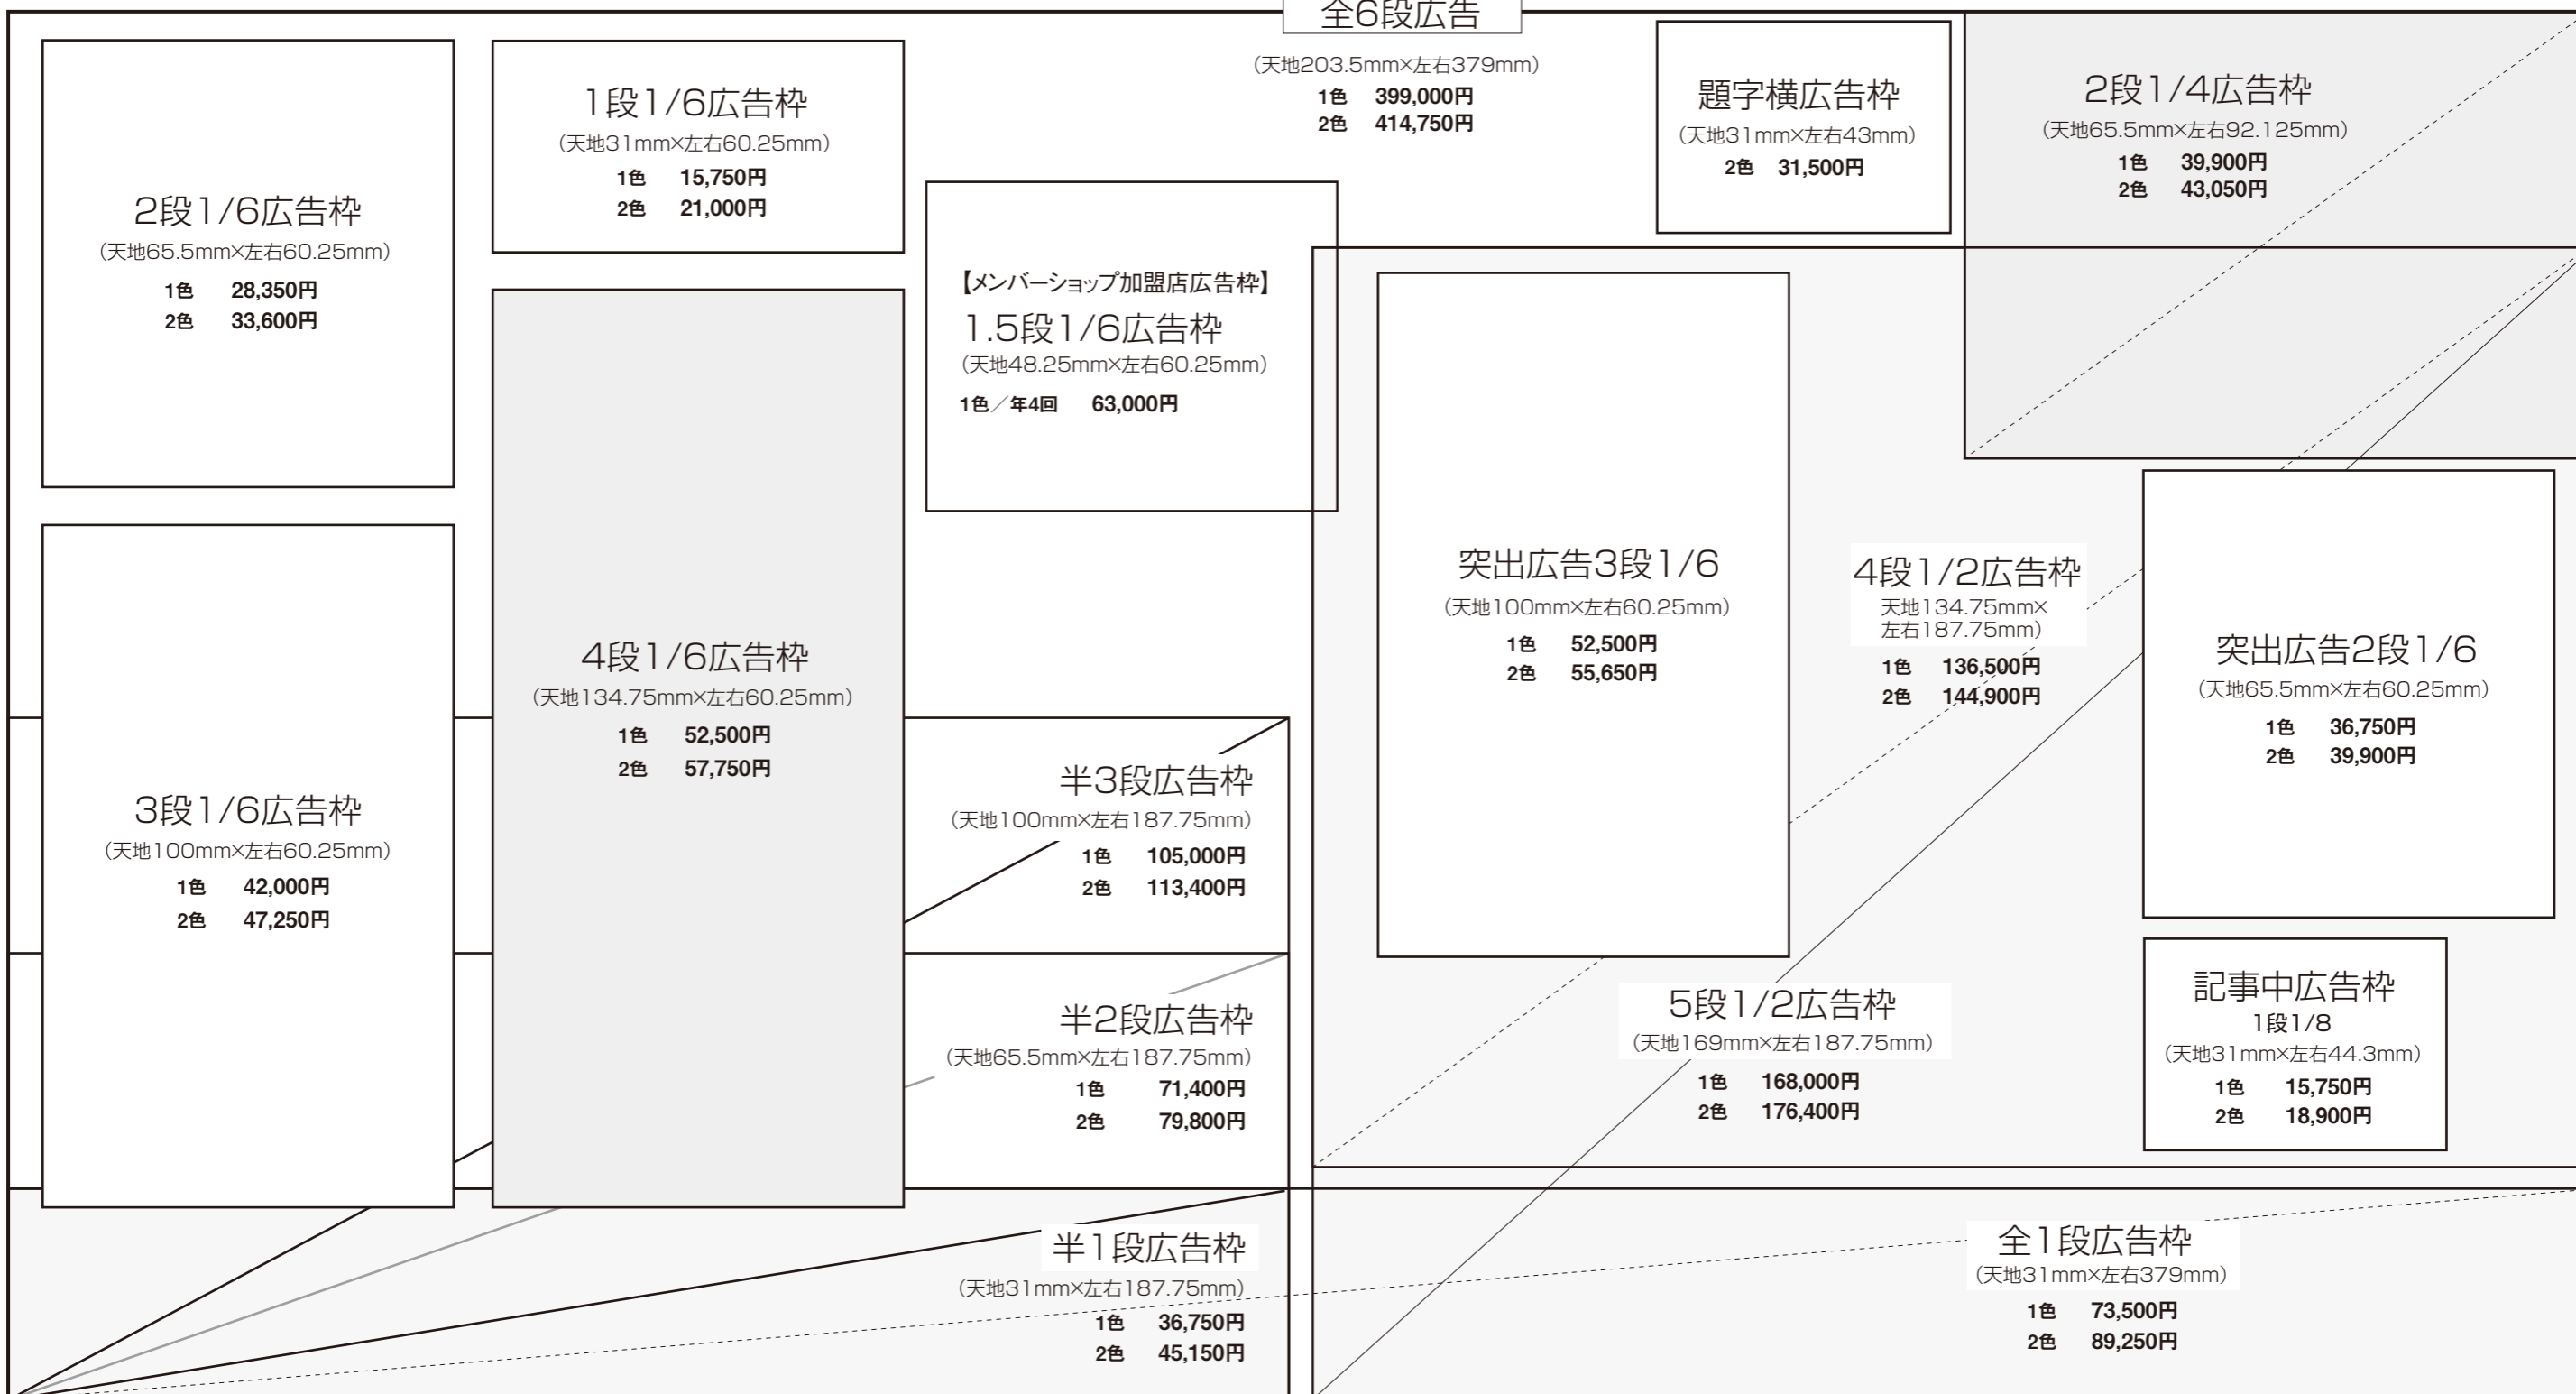 全6段広告
（天地203.5mm×左右379mm）
1色 399,000円
2色 414,750円
2段1/6広告枠
（天地65.5mm×左右60.25mm）
1色 28,350円
2色 33,600円
1段1/6広告枠
（天地31mm×左右60.25mm）
1色 15,750円
2色 21,000円
【メンバーショップ加盟店広告枠】
1.5段1/6広告枠
（天地48.25mm×左右60.25mm）
1色／年4回 63,000円
題字横広告枠
（天地31mm×左右43mm）
2色 31,500円
2段1/4広告枠
（天地65.5mm×左右92.125mm）
1色 39,900円
2色 43,050円
3段1/6広告枠
（天地100mm×左右60.25mm）
1色 42,000円
2色 47,250円
4段1/6広告枠
（天地134.75mm×左右60.25mm）
1色 52,500円
2色 57,750円
突出広告3段1/6
（天地100mm×左右60.25mm）
1色 52,500円
2色 55,650円
4段1/2広告枠
天地134.75mm×
左右187.75mm）
1色 136,500円
2色 144,900円
突出広告2段1/6
（天地65.5mm×左右60.25mm）
1色 36,750円
2色 39,900円
半3段広告枠
（天地100mm×左右187.75mm）
1色 105,000円
2色 113,400円
半2段広告枠
（天地65.5mm×左右187.75mm）
1色 71,400円
2色 79,800円
5段1/2広告枠
（天地169mm×左右187.75mm）
1色 168,000円
2色 176,400円
記事中広告枠
1段1/8
（天地31mm×左右44.3mm）
1色 15,750円
2色 18,900円
半1段広告枠
（天地31mm×左右187.75mm）
1色 36,750円
2色 45,150円
全1段広告枠
（天地31mm×左右379mm）
1色 73,500円
2色 89,250円